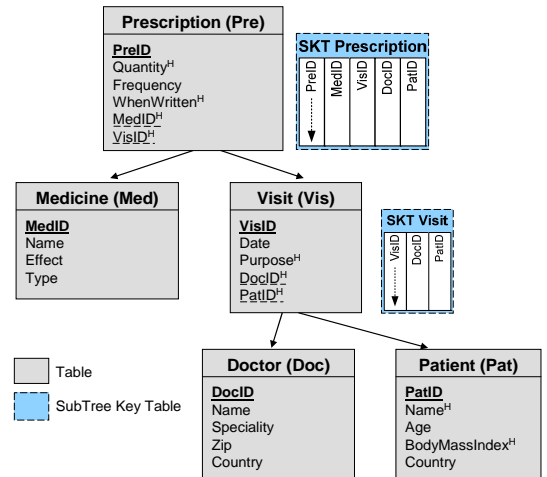 Prescription (Pre)
PreID
Quantityᴴ
Frequency
WhenWrittenᴴ
MedIDᴴ
VisIDᴴ
SKT Prescription
PreID
MedID
VisID
DocID
PatID
Medicine (Med)
MedID
Name
Effect
Type
Visit (Vis)
VisID
Date
Purposeᴴ
DocIDᴴ
PatIDᴴ
SKT Visit
VisID
DocID
PatID
Doctor (Doc)
DocID
Name
Speciality
Zip
Country
Patient (Pat)
PatID
Nameᴴ
Age
BodyMassIndexᴴ
Country
Table
SubTree Key Table